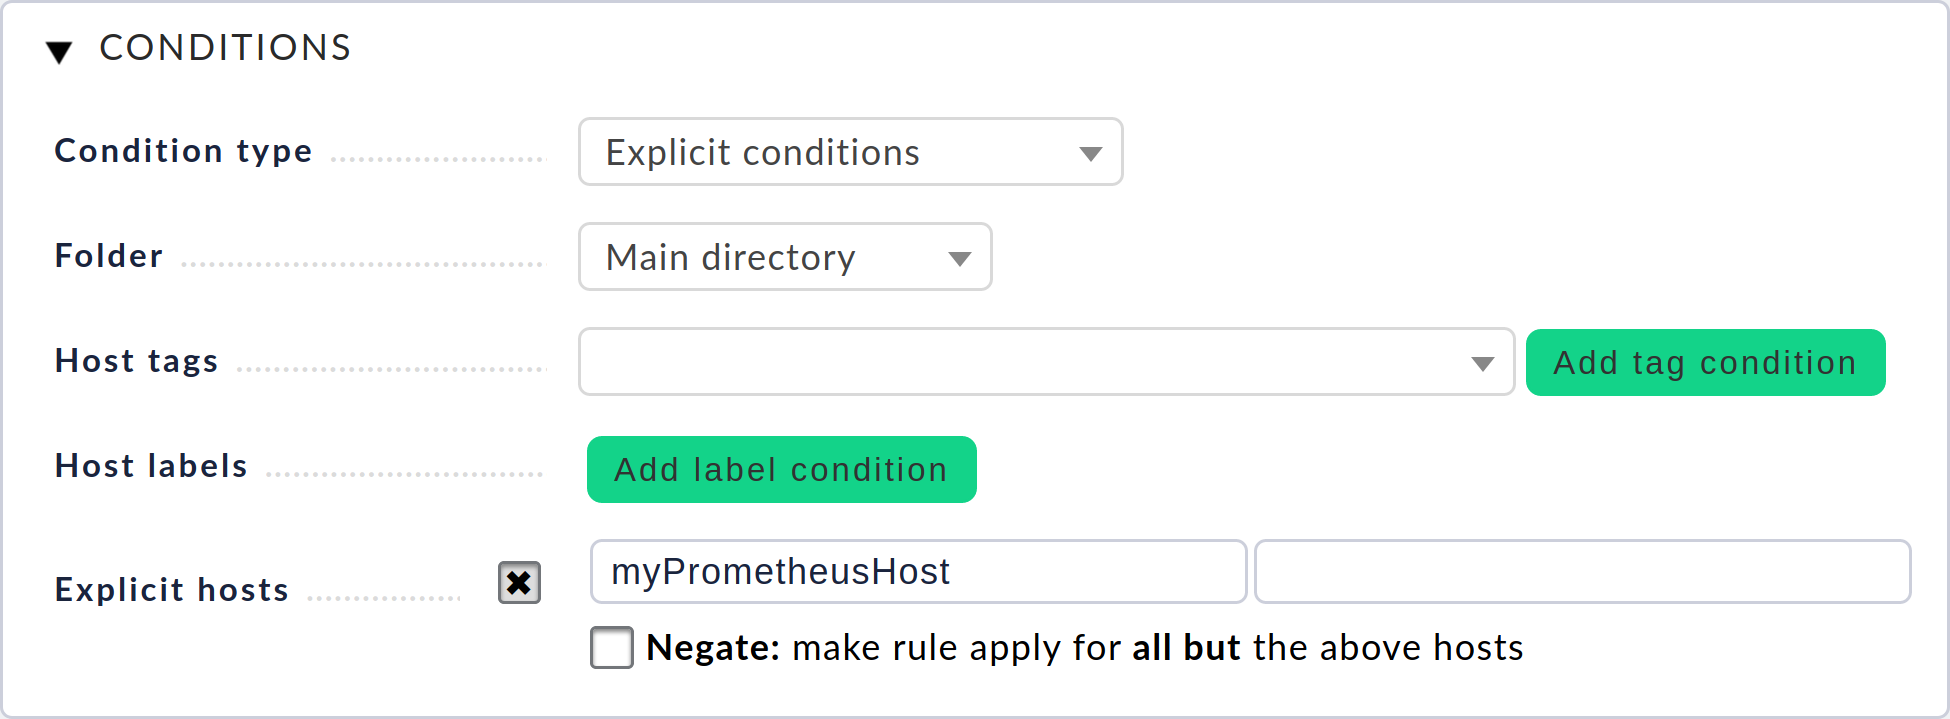 CONDITIONS
Condition type
Explicit conditions
Folder
Main directory
Host tags
Add tag condition
Host labels
Add label condition
Explicit hosts
myPrometheusHost
Negate: make rule apply for all but the above hosts